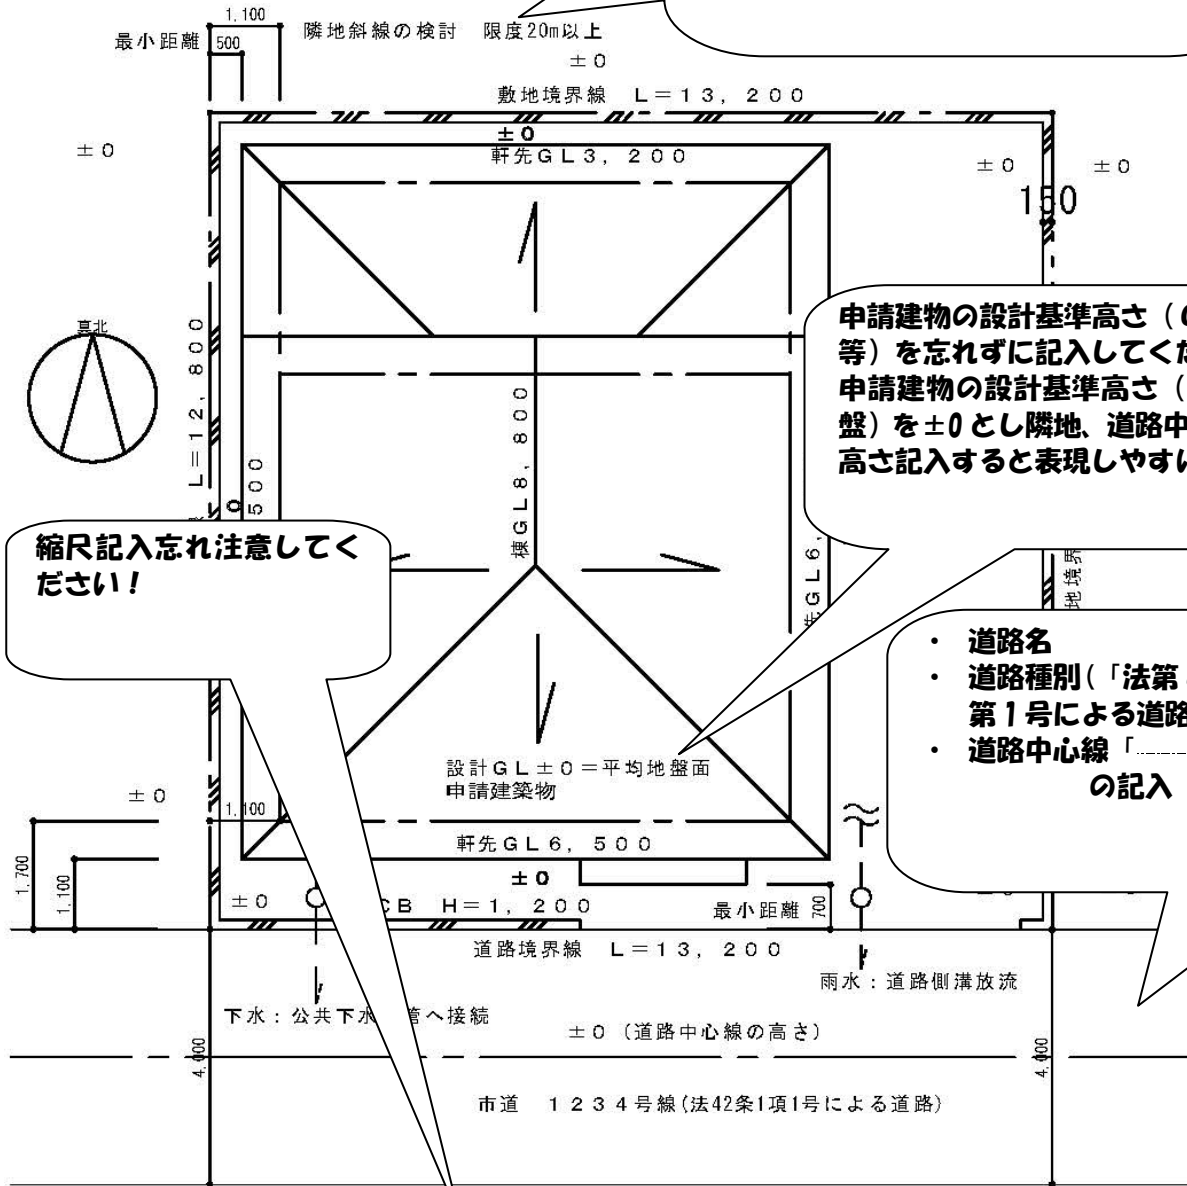 1,100
最小距離 500
隣地斜線の検討 限度20m以上
±0
敷地境界線 L=13,200
±0
±0
軒先GL3,200
±0 ±0
150
真北
L=12,800
0
500
棟GL8,800
先GL6,
地境界
申請建物の設計基準高さ(
等)を忘れずに記入してくだ
申請建物の設計基準高さ(
盤)を±0とし隣地、道路中
高さ記入すると表現しやすい
縮尺記入忘れ注意してく
ださい!
・ 道路名
・ 道路種別(「法第
第1号による道路
・ 道路中心線「
の記入
設計GL±0=平均地盤面
申請建築物
±0
1,100
軒先GL6,500
1,700
1,100
±0
±0
CB H=1,200
最小距離 700
道路境界線 L=13,200
雨水:道路側溝放流
下水:公共下水 管へ接続
±0(道路中心線の高さ)
4,000
4,000
市道 1234号線(法42条1項1号による道路)